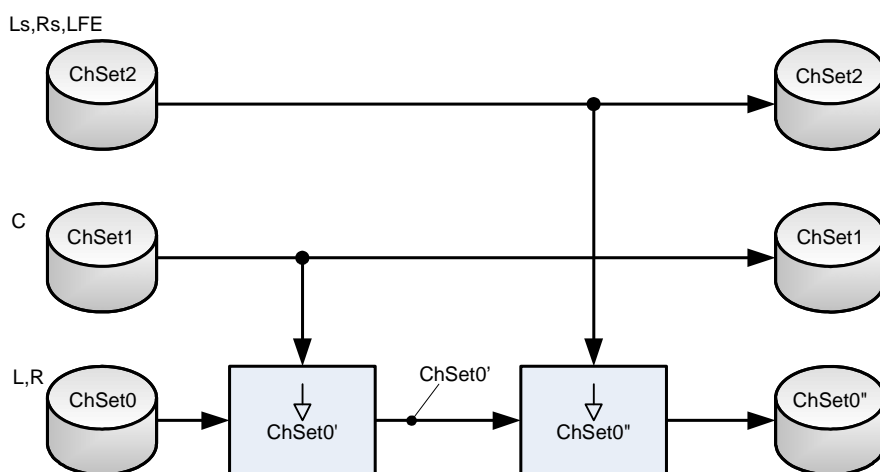 Ls,Rs,LFE
ChSet2
ChSet2
C
ChSet1
ChSet1
L,R
ChSet0
ChSet0'
ChSet0'
ChSet0"
ChSet0"